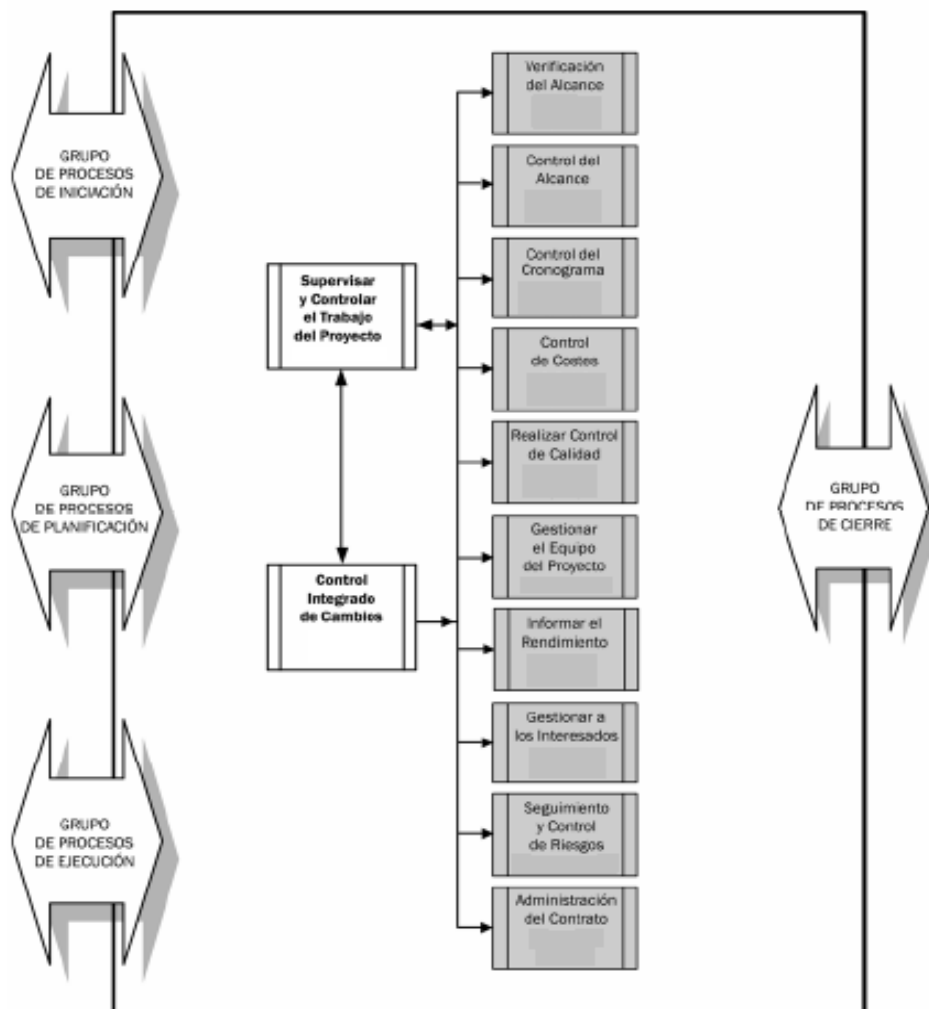 GRUPO
DE PROCESOS
DE INICIACIÓN
GRUPO
DE PROCESOS
DE PLANIFICACIÓN
GRUPO
DE PROCESOS
DE EJECUCIÓN
Supervisar
y Controlar
el Trabajo
del Proyecto
Control
Integrado
de Cambios
Verificación
del Alcance
Control del
Alcance
Control del
Cronograma
Control
de Costes
Realizar Control
de Calidad
Gestionar
el Equipo
del Proyecto
Informar el
Rendimiento
Gestionar a
los Interesados
Seguimiento
y Control
de Riesgos
Administración
del Contrato
GRUPO
DE PROCESOS
DE CIERRE